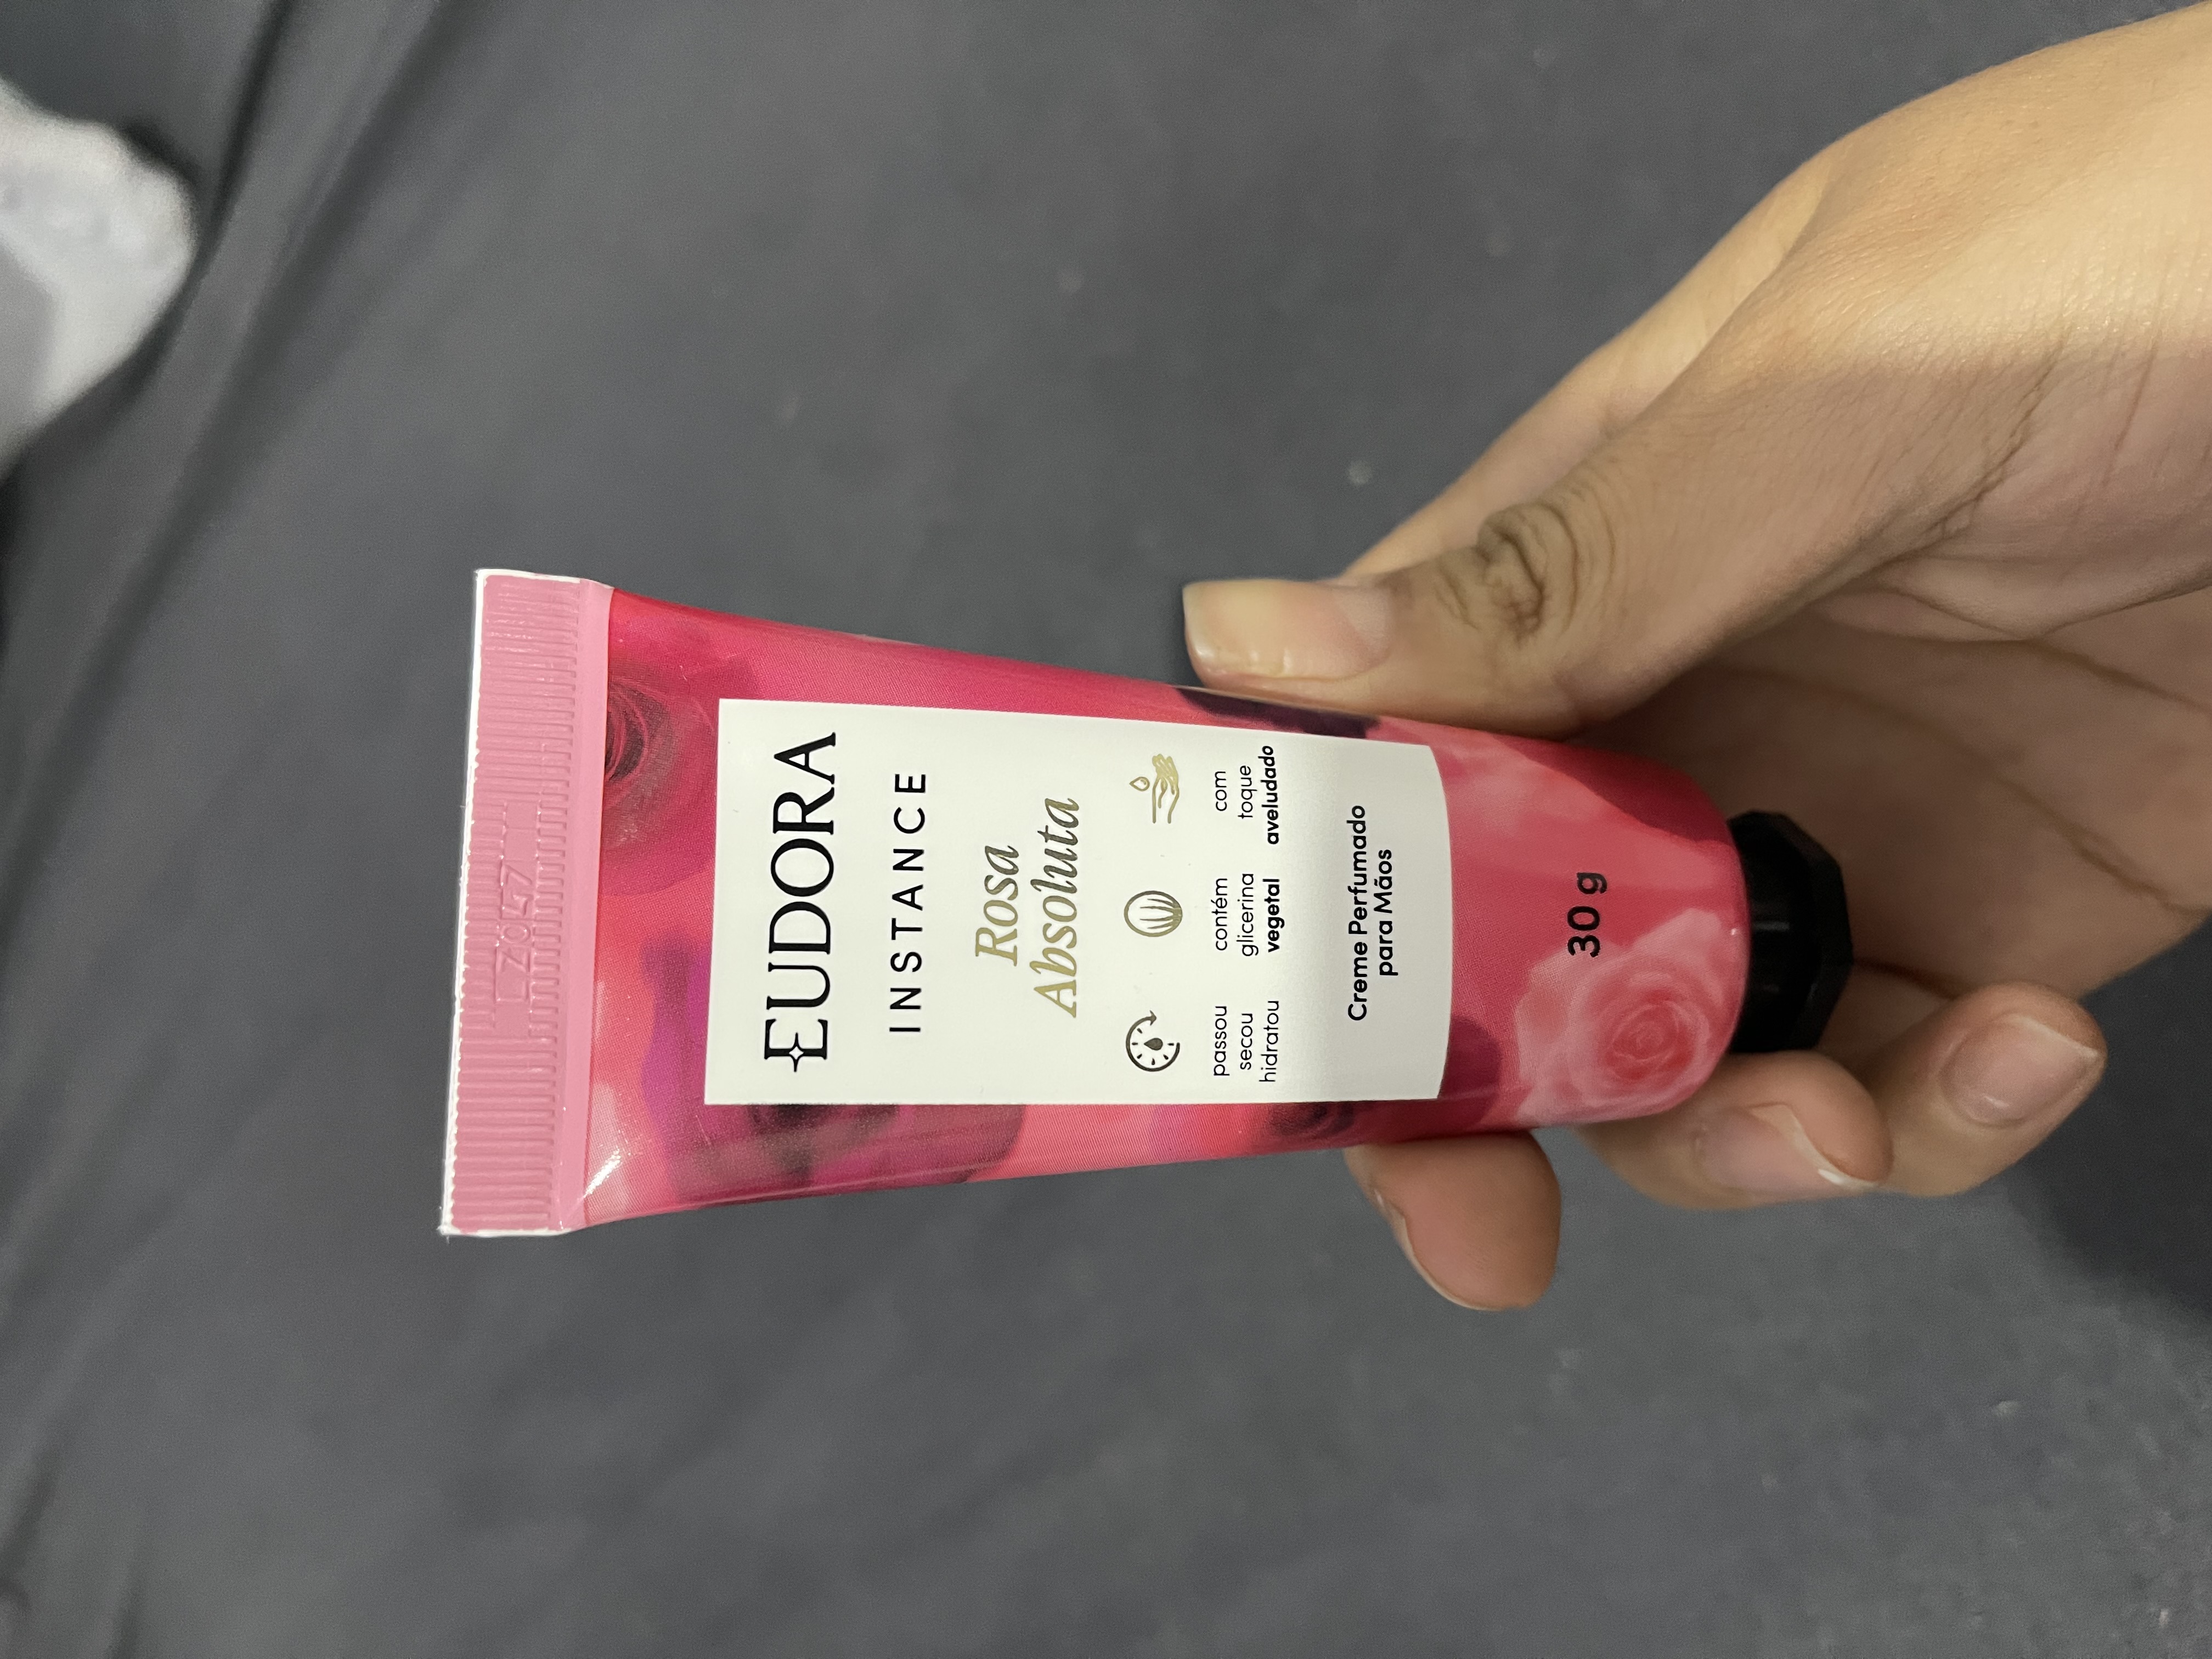 EUDORA
INSTANCE
Rosa
Absoluta
passou
secou
hidratou
contém
glicerina
vegetal
com
toque
aveludado
Creme Perfumado
para Mãos
30 g